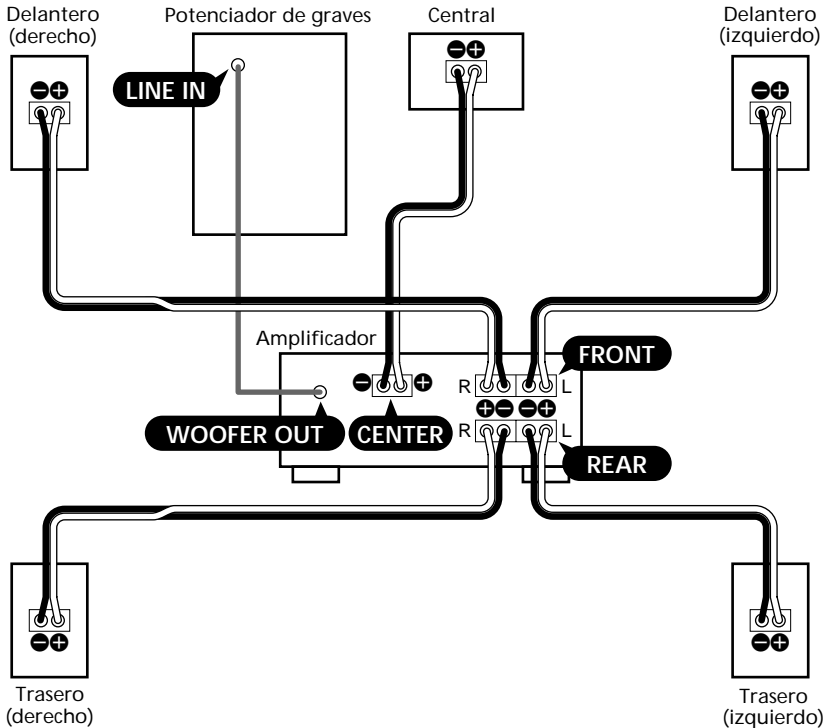 Delantero
(derecho)
Potenciador de graves
Central
Delantero
(izquierdo)
LINE IN
Amplificador
FRONT
R
L
WOOFER OUT
CENTER
R
L
REAR
Trasero
(derecho)
Trasero
(izquierdo)